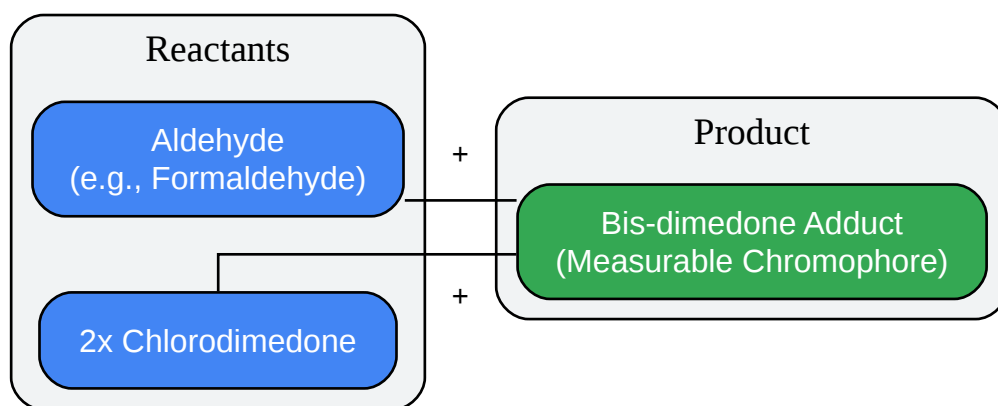 Reactants
Aldehyde
(e.g., Formaldehyde)
2x Chlorodimedone
+
+
Product
Bis-dimedone Adduct
(Measurable Chromophore)